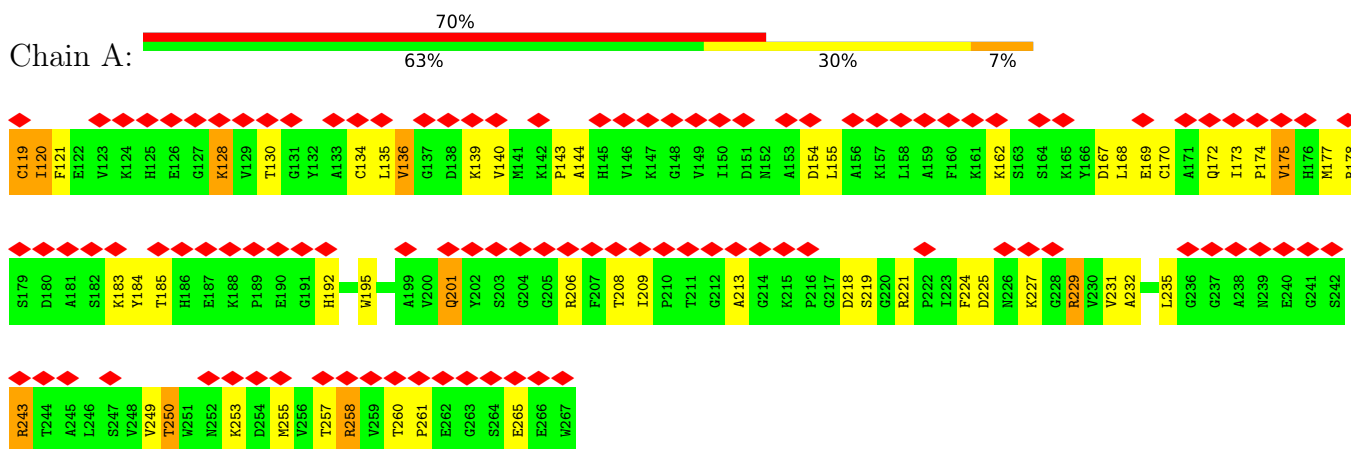 70%
Chain A:
63% 30% 7%
C119 I120 F121 E122 V123 K124 H125 E126 G127 K128 V129 T130 G131 Y132 A133 C134 L135 V136 G137 D138 K139 V140 M141 K142 P143 A144 H145 V146 K147 G148 V149 I150 D151 N152 A153 D154 L155 A156 K157 L158 A159 F160 K161 K162 S163 S164 K165 Y166 D167 L168 E169 C170 A171 Q172 I173 P174 V175 H176 M177 R178
S179 D180 A181 S182 K183 Y184 T185 H186 E187 K188 P189 E190 G191 H192 W195 A199 V200 Q201 Y202 S203 G204 G205 R206 F207 T208 I209 P210 T211 G212 A213 G214 K215 P216 G217 D218 S219 G220 R221 P222 I223 F224 D225 N226 K227 G228 R229 V230 V231 A232 L235 G236 G237 A238 N239 E240 G241 S242
R243 T244 A245 L246 S247 V248 V249 T250 W251 N252 K253 D254 M255 V256 T257 R258 V259 T260 P261 E262 G263 S264 E265 E266 W267